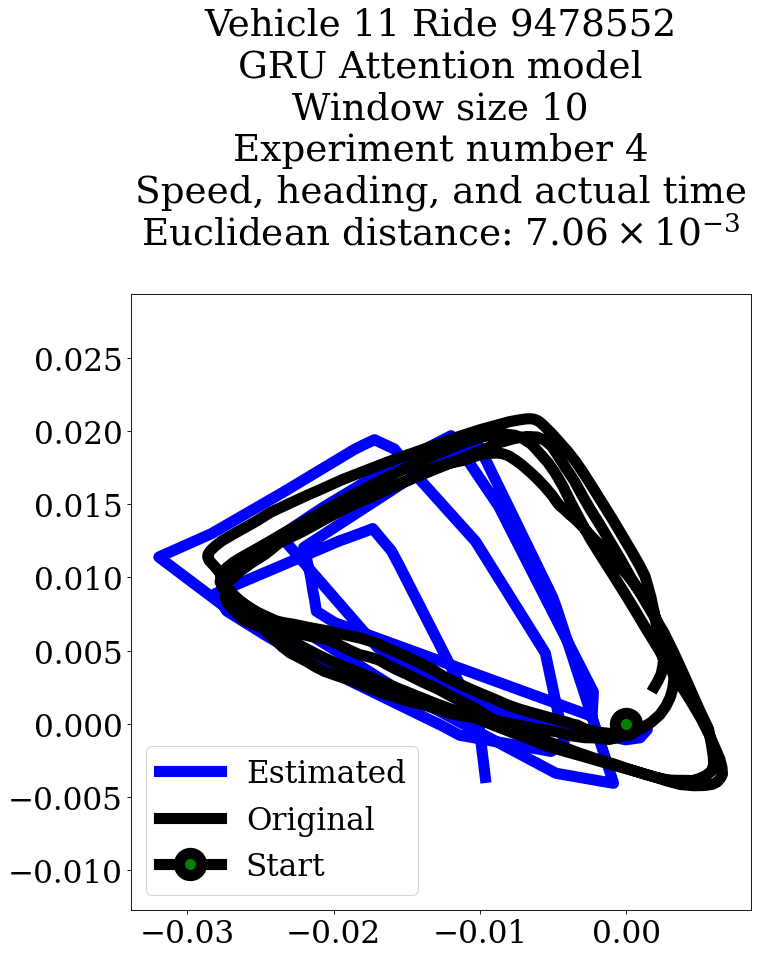 Vehicle 11 Ride 9478552
GRU Attention model
Window size 10
Experiment number 4
Speed, heading, and actual time
Euclidean distance: 7.06 × 10⁻³
0.025
0.020
0.015
0.010
0.005
0.000
−0.005
−0.010
Estimated
Original
Start
−0.03
−0.02
−0.01
0.00